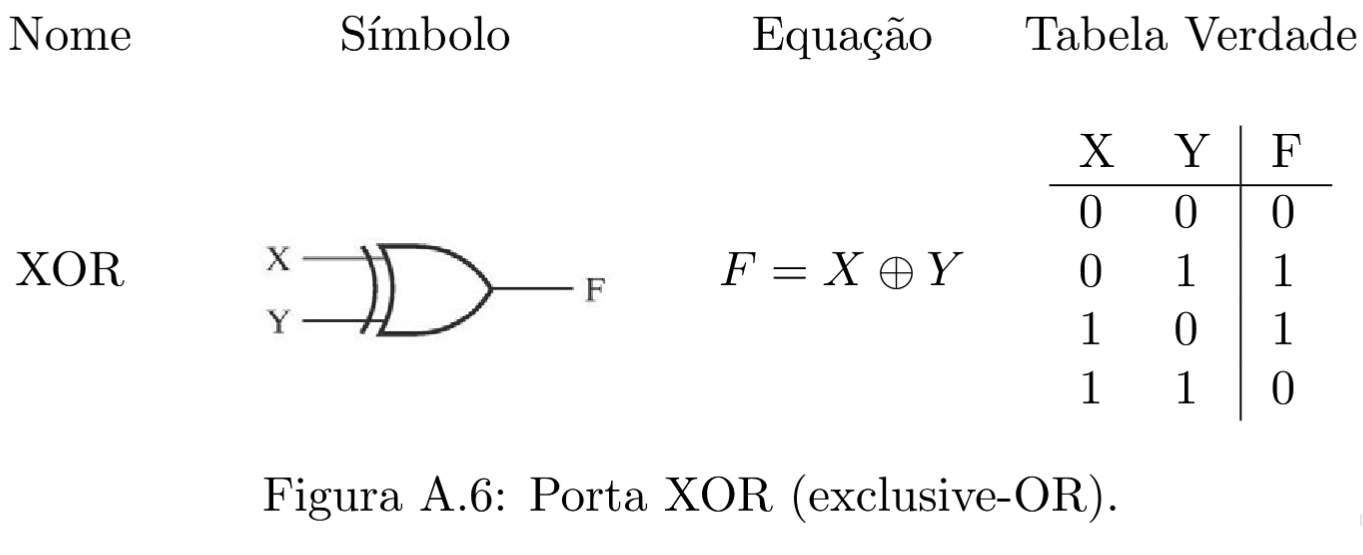 Nome Símbolo Equação Tabela Verdade
X Y F
0 0 0
XOR X Y F F = X ⊕ Y 0 1 1
1 0 1
1 1 0
Figura A.6: Porta XOR (exclusive-OR).